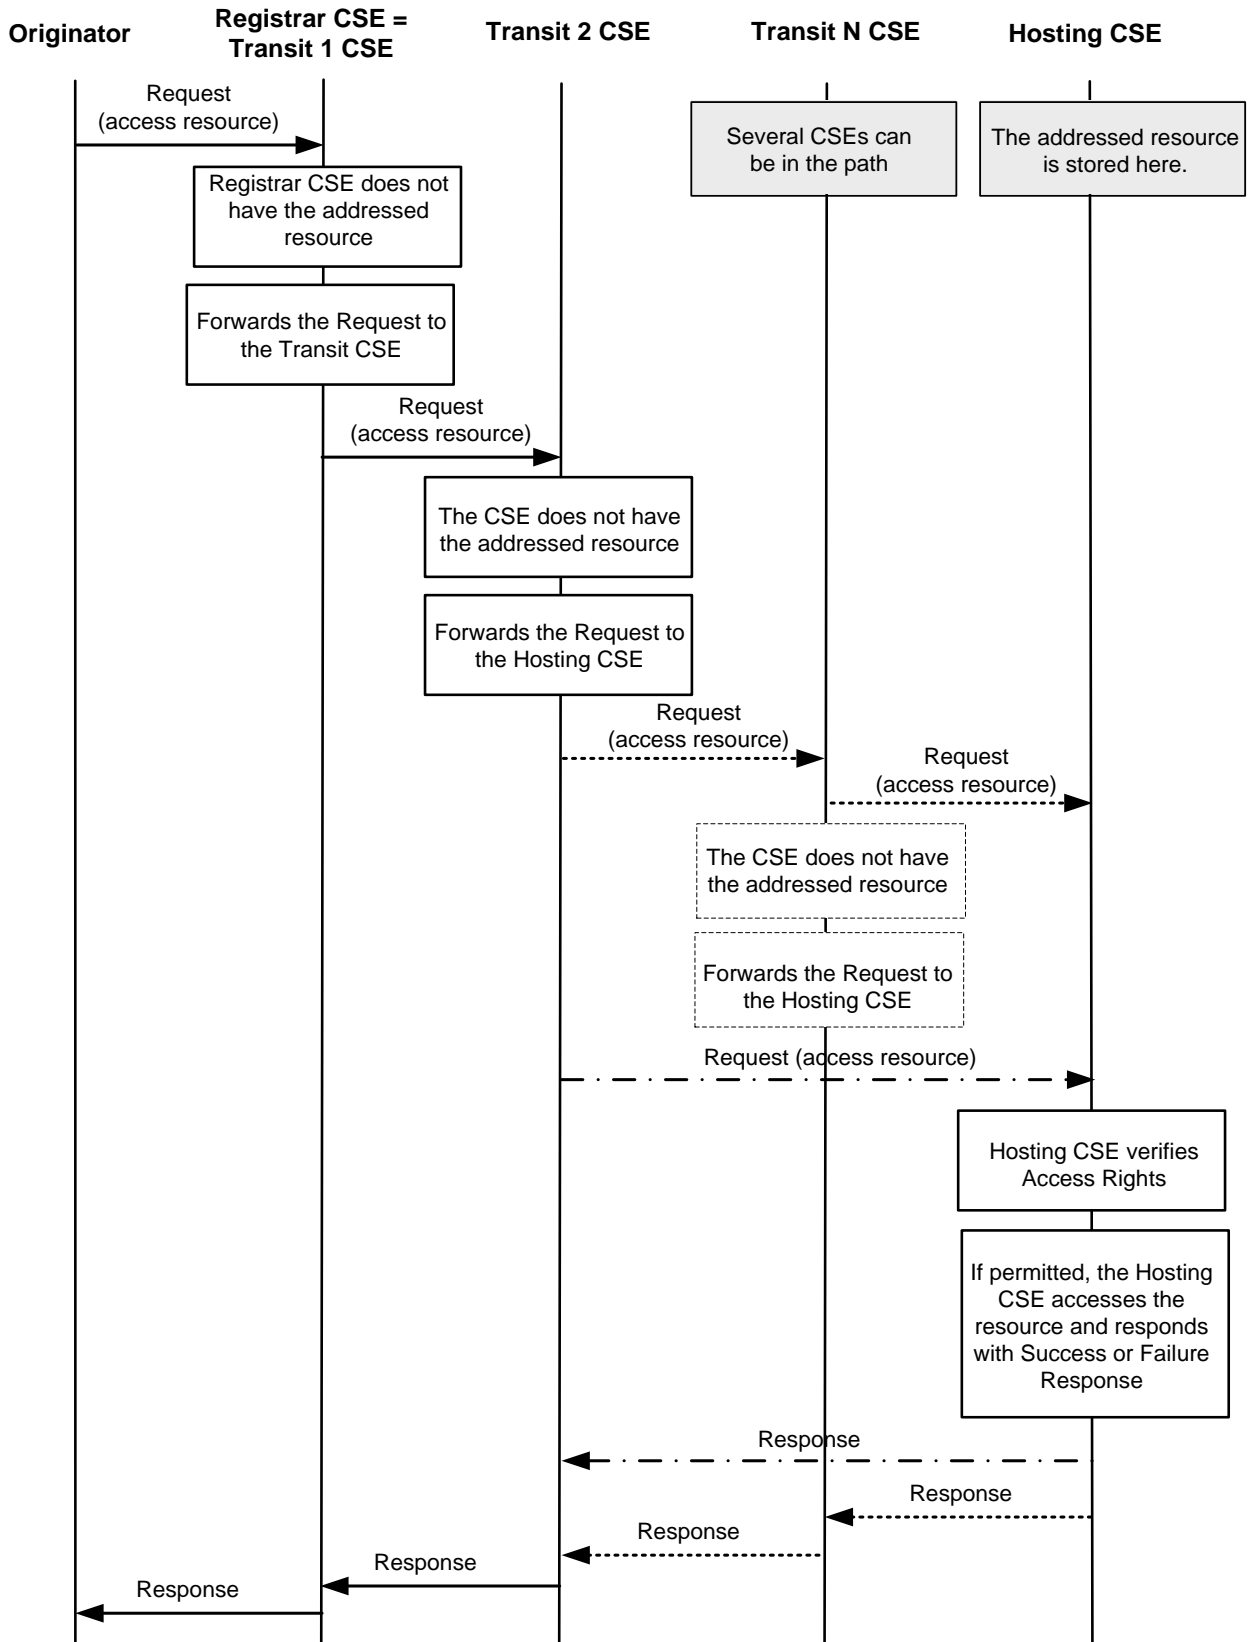 Originator
Registrar CSE =
Transit 1 CSE
Transit 2 CSE
Transit N CSE
Hosting CSE
Request
(access resource)
Several CSEs can
be in the path
The addressed resource
is stored here.
Registrar CSE does not
have the addressed
resource
Forwards the Request to
the Transit CSE
Request
(access resource)
The CSE does not have
the addressed resource
Forwards the Request to
the Hosting CSE
Request
(access resource)
Request
(access resource)
The CSE does not have
the addressed resource
Forwards the Request to
the Hosting CSE
Request (access resource)
Hosting CSE verifies
Access Rights
If permitted, the Hosting
CSE accesses the
resource and responds
with Success or Failure
Response
Response
Response
Response
Response
Response